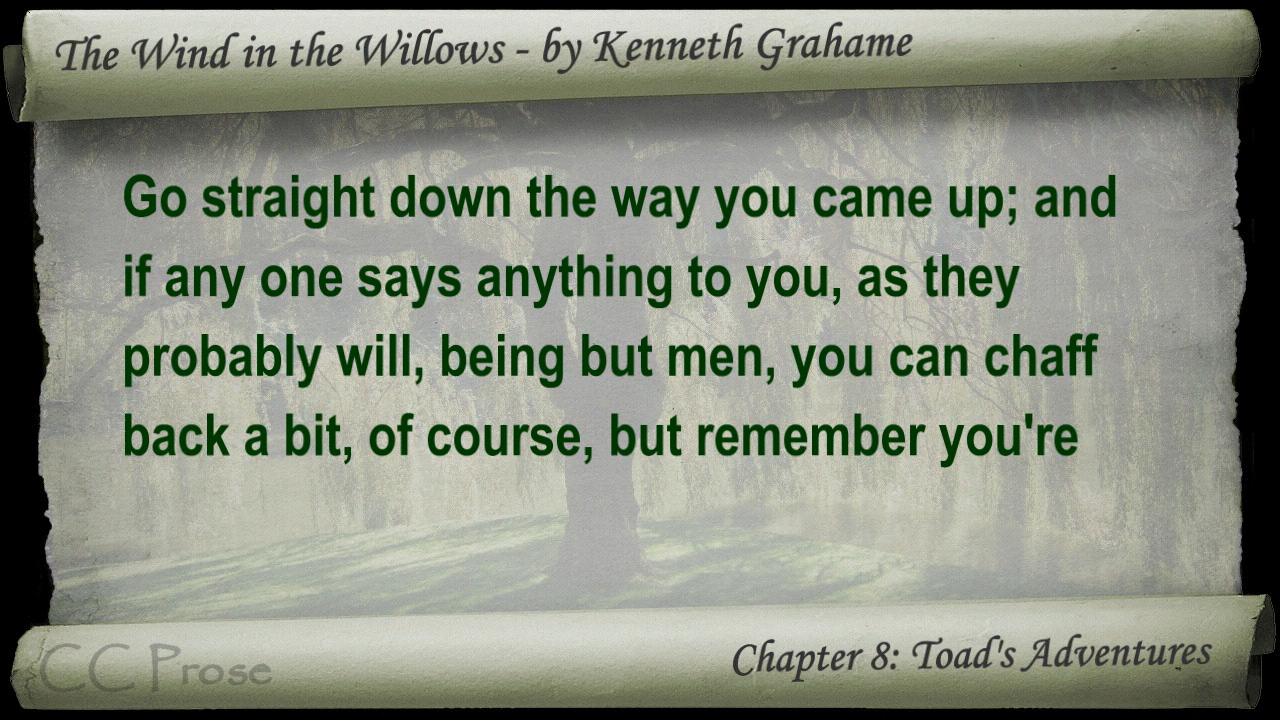 The Wind in the Willows - by Kenneth Grahame
Go straight down the way you came up; and
if any one says anything to you, as they
probably will, being but men, you can chaff
back a bit, of course, but remember you're
CC Prose
Chapter 8: Toad's Adventures